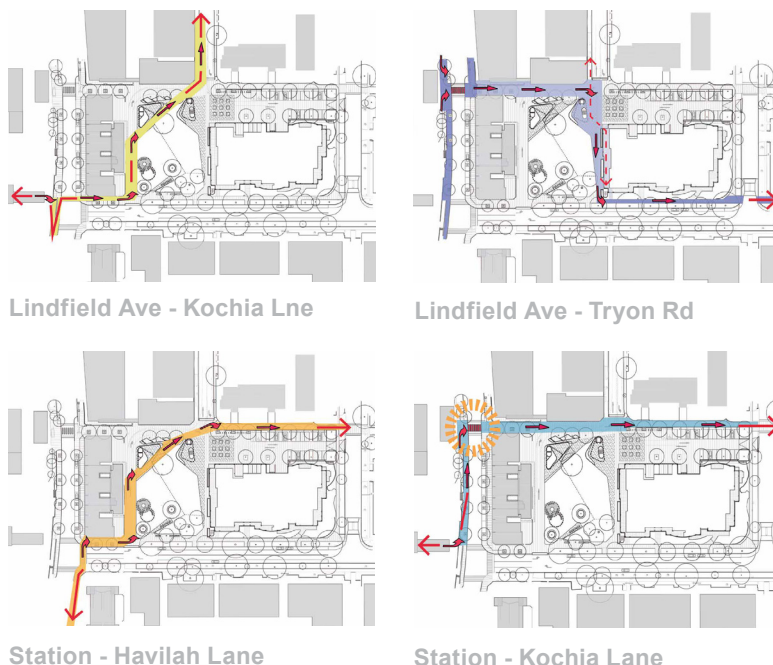 Lindfield Ave - Kochia Lne
Lindfield Ave - Tryon Rd
Station - Havilah Lane
Station - Kochia Lane